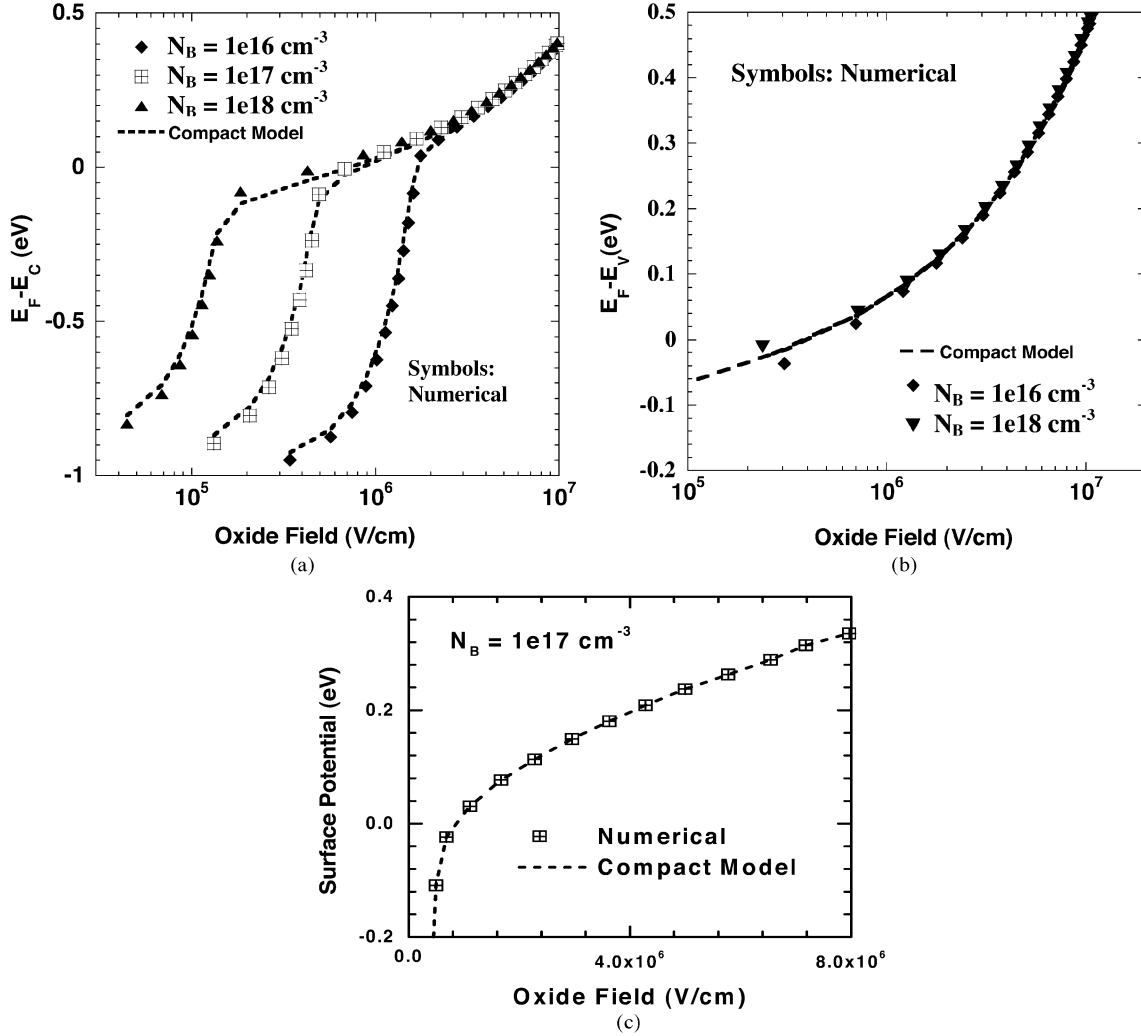 0.5
0
-0.5
-1
E_F-E_C (eV)
N_B = 1e16 cm^-3
N_B = 1e17 cm^-3
N_B = 1e18 cm^-3
Compact Model
Symbols:
Numerical
10^5
10^6
10^7
Oxide Field (V/cm)
(a)
(b)
0.5
0.4
0.3
0.2
0.1
0
-0.1
-0.2
E_F-E_V(eV)
Symbols: Numerical
Compact Model
N_B = 1e16 cm^-3
N_B = 1e18 cm^-3
10^5
10^6
10^7
Oxide Field (V/cm)
(b)
0.4
0.2
0.0
-0.2
Surface Potential (eV)
N_B = 1e17 cm^-3
Numerical
Compact Model
0.0
4.0x10^6
8.0x10^6
Oxide Field (V/cm)
(c)